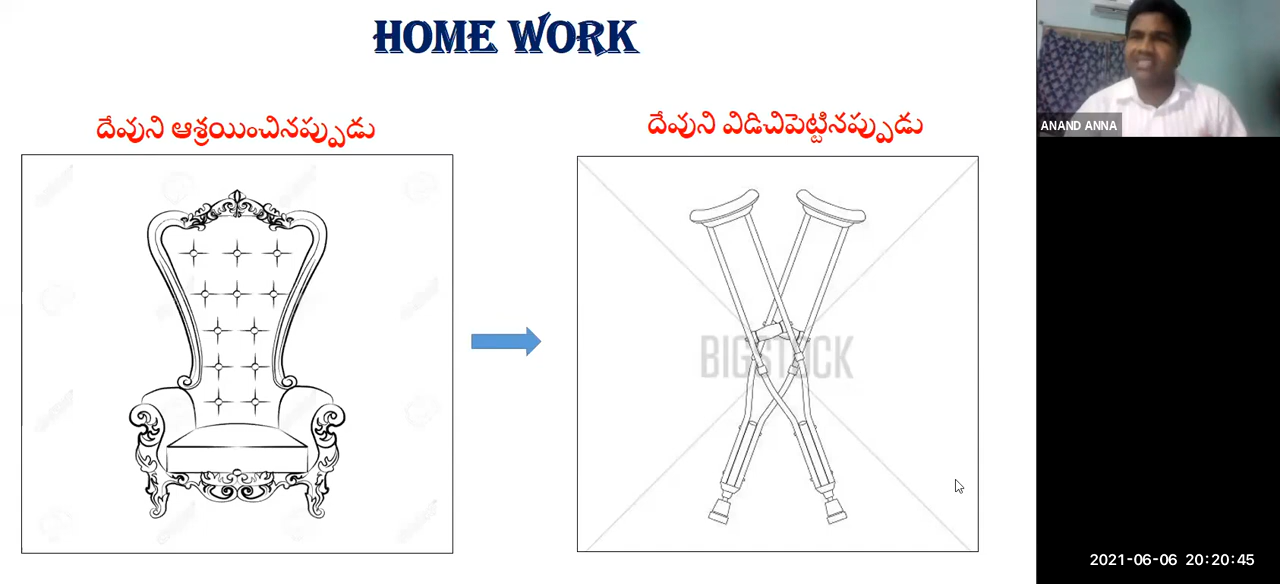 HOME WORK
దేవుని ఆశ్రయించినప్పుడు
దేవుని విడిచిపెట్టినప్పుడు
BIGSTOCK
ANAND ANNA
2021-06-06 20:20:45